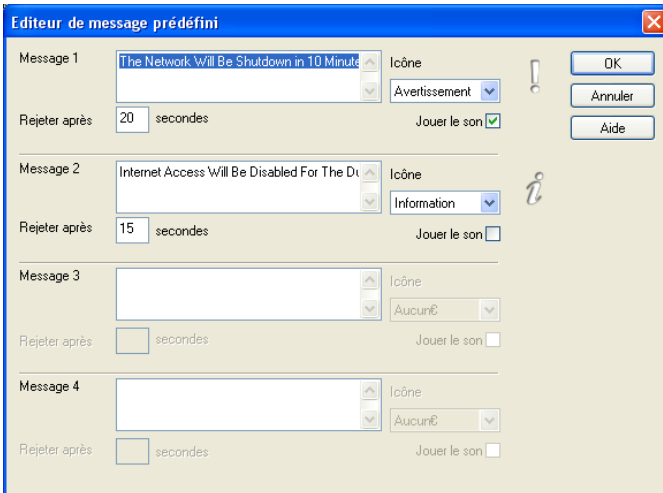 Editeur de message prédéfini
Message 1
The Network Will Be Shutdown in 10 Minute
Icône
Avertissement
OK
Annuler
Aide
Rejeter après 20 secondes
Jouer le son
Message 2
Internet Access Will Be Disabled For The
Icône
Information
Rejeter après 15 secondes
Jouer le son
Message 3
Icône
Aucun€
Rejeter après secondes
Jouer le son
Message 4
Icône
Aucun€
Rejeter après secondes
Jouer le son